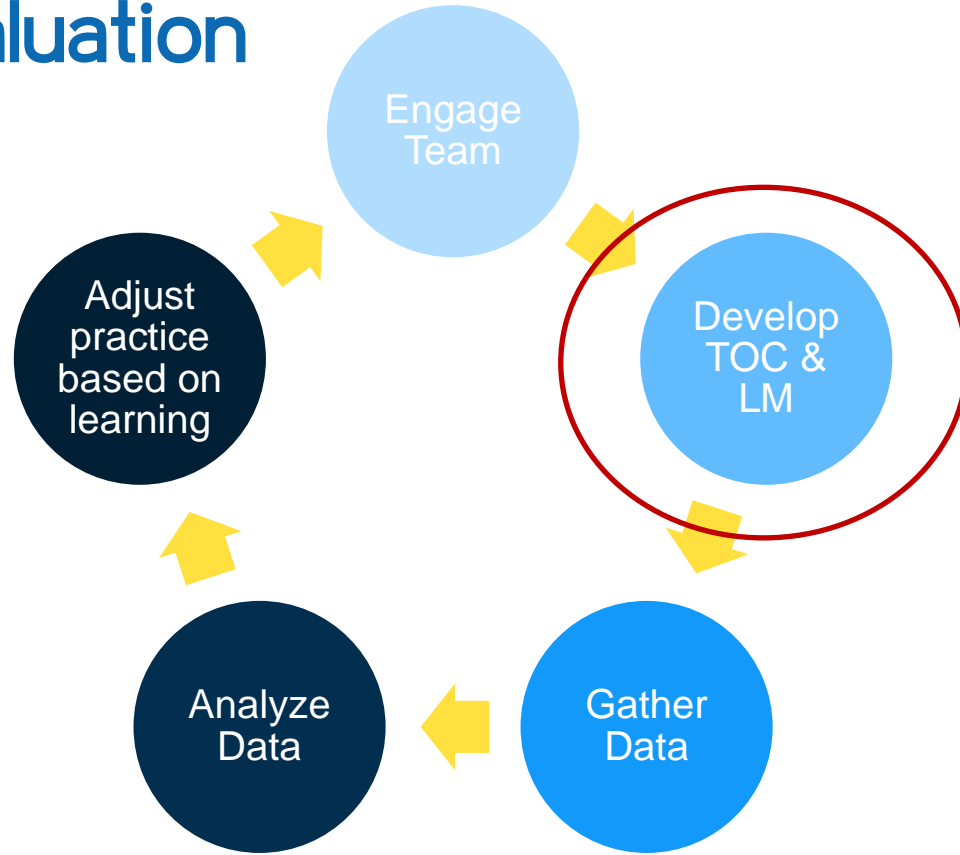 aluation
Engage
Team
Develop
TOC &
LM
Gather
Data
Analyze
Data
Adjust
practice
based on
learning